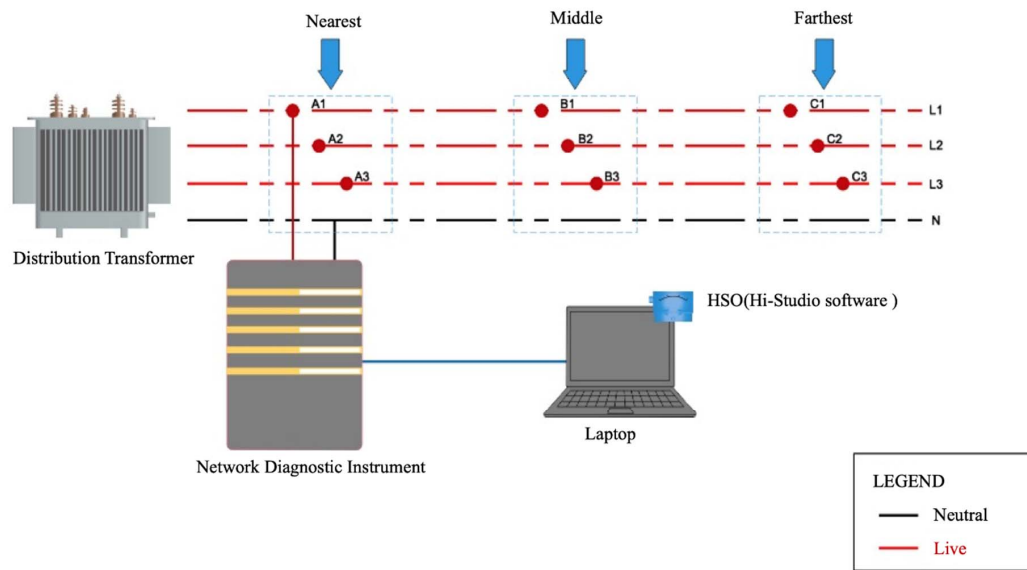 Nearest
Middle
Farthest
A1
B1
C1
L1
A2
B2
C2
L2
A3
B3
C3
L3
N
Distribution Transformer
HSO(Hi-Studio software )
Laptop
Network Diagnostic Instrument
LEGEND
Neutral
Live